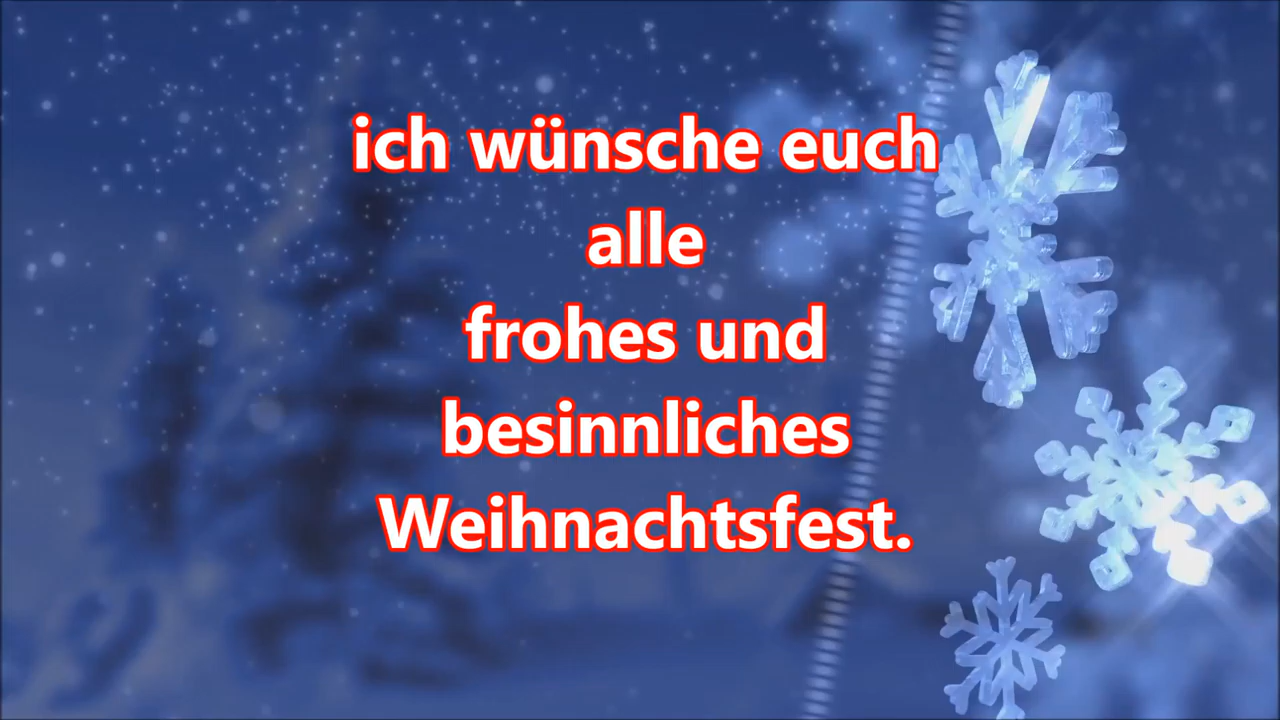 ich wünsche euch
alle
frohes und
besinnliches
Weihnachtsfest.